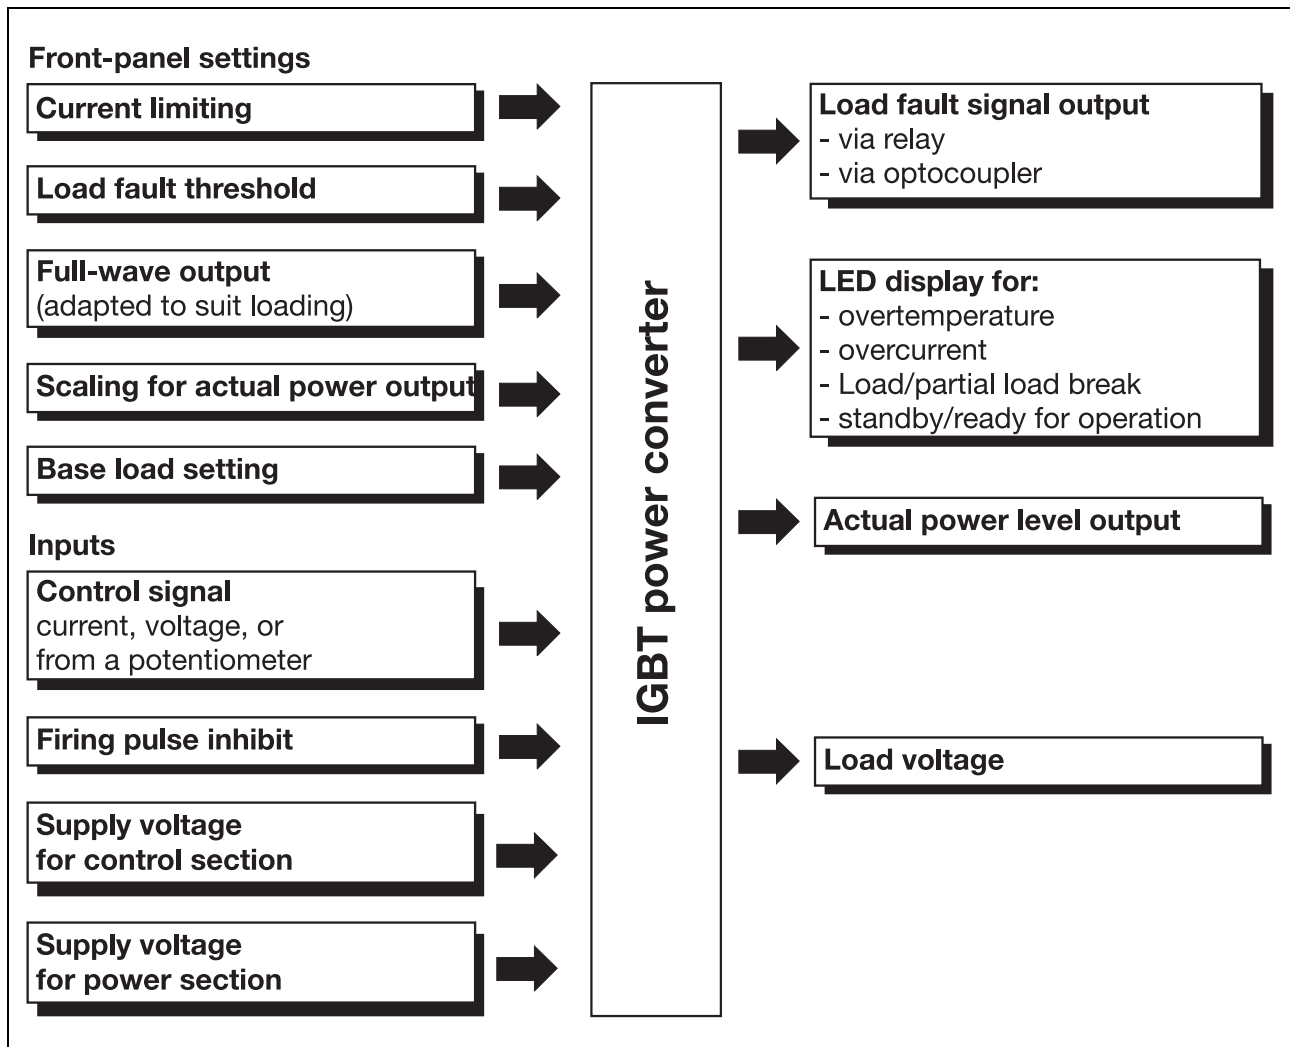 Front-panel settings
Current limiting
Load fault threshold
Full-wave output
(adapted to suit loading)
Scaling for actual power output
Base load setting
Inputs
Control signal
current, voltage, or
from a potentiometer
Firing pulse inhibit
Supply voltage
for control section
Supply voltage
for power section
IGBT power converter
Load fault signal output
- via relay
- via optocoupler
LED display for:
- overtemperature
- overcurrent
- Load/partial load break
- standby/ready for operation
Actual power level output
Load voltage